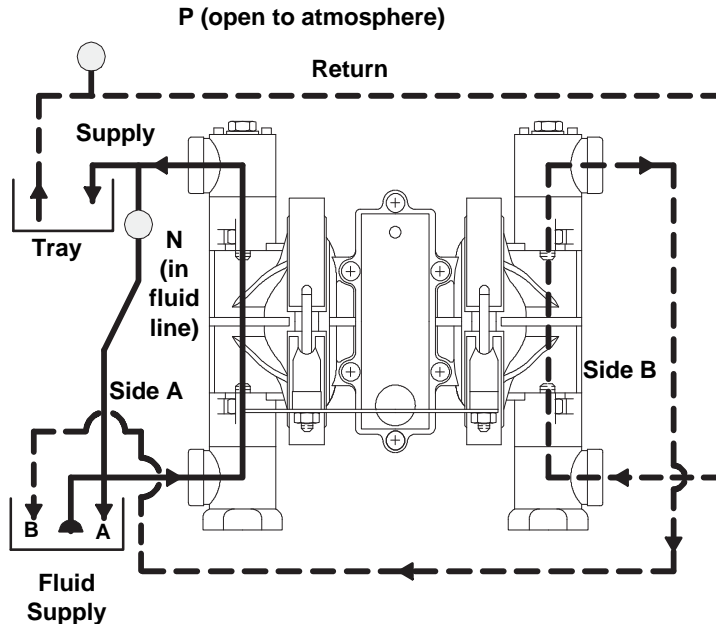 P (open to atmosphere)
Return
Supply
Tray
N
(in
fluid
line)
Side A
Side B
B
A
Fluid
Supply